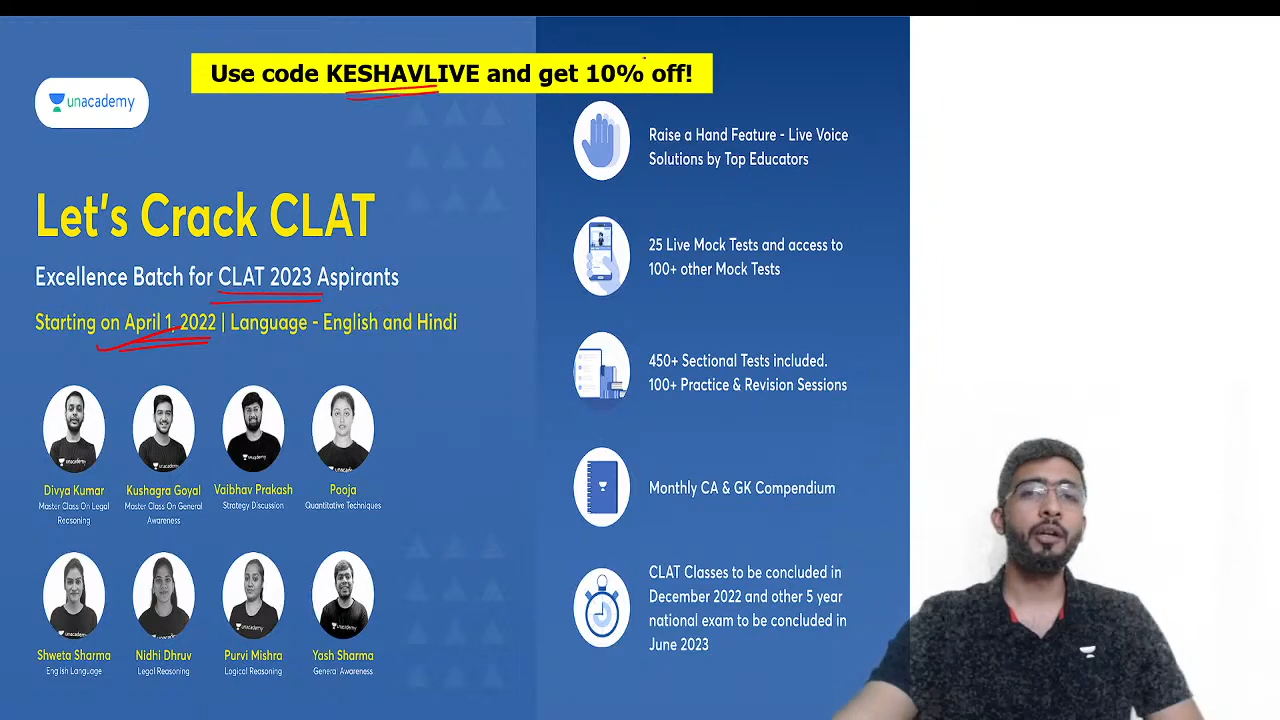 Use code KESHAVLIVE and get 10% off!
unacademy
Let's Crack CLAT
Excellence Batch for CLAT 2023 Aspirants
Starting on April 1, 2022 | Language - English and Hindi
Divya Kumar
Master Class On Legal
Reasoning
Kushagra Goyal
Master Class On General
Awareness
Vaibhav Prakash
Strategy Discussion
Pooja
Quantitative Techniques
Shweta Sharma
English Language
Nidhi Dhruv
Legal Reasoning
Purvi Mishra
Logical Reasoning
Yash Sharma
General Awareness
Raise a Hand Feature - Live Voice
Solutions by Top Educators
25 Live Mock Tests and access to
100+ other Mock Tests
450+ Sectional Tests included.
100+ Practice & Revision Sessions
Monthly CA & GK Compendium
CLAT Classes to be concluded in
December 2022 and other 5 year
national exam to be concluded in
June 2023